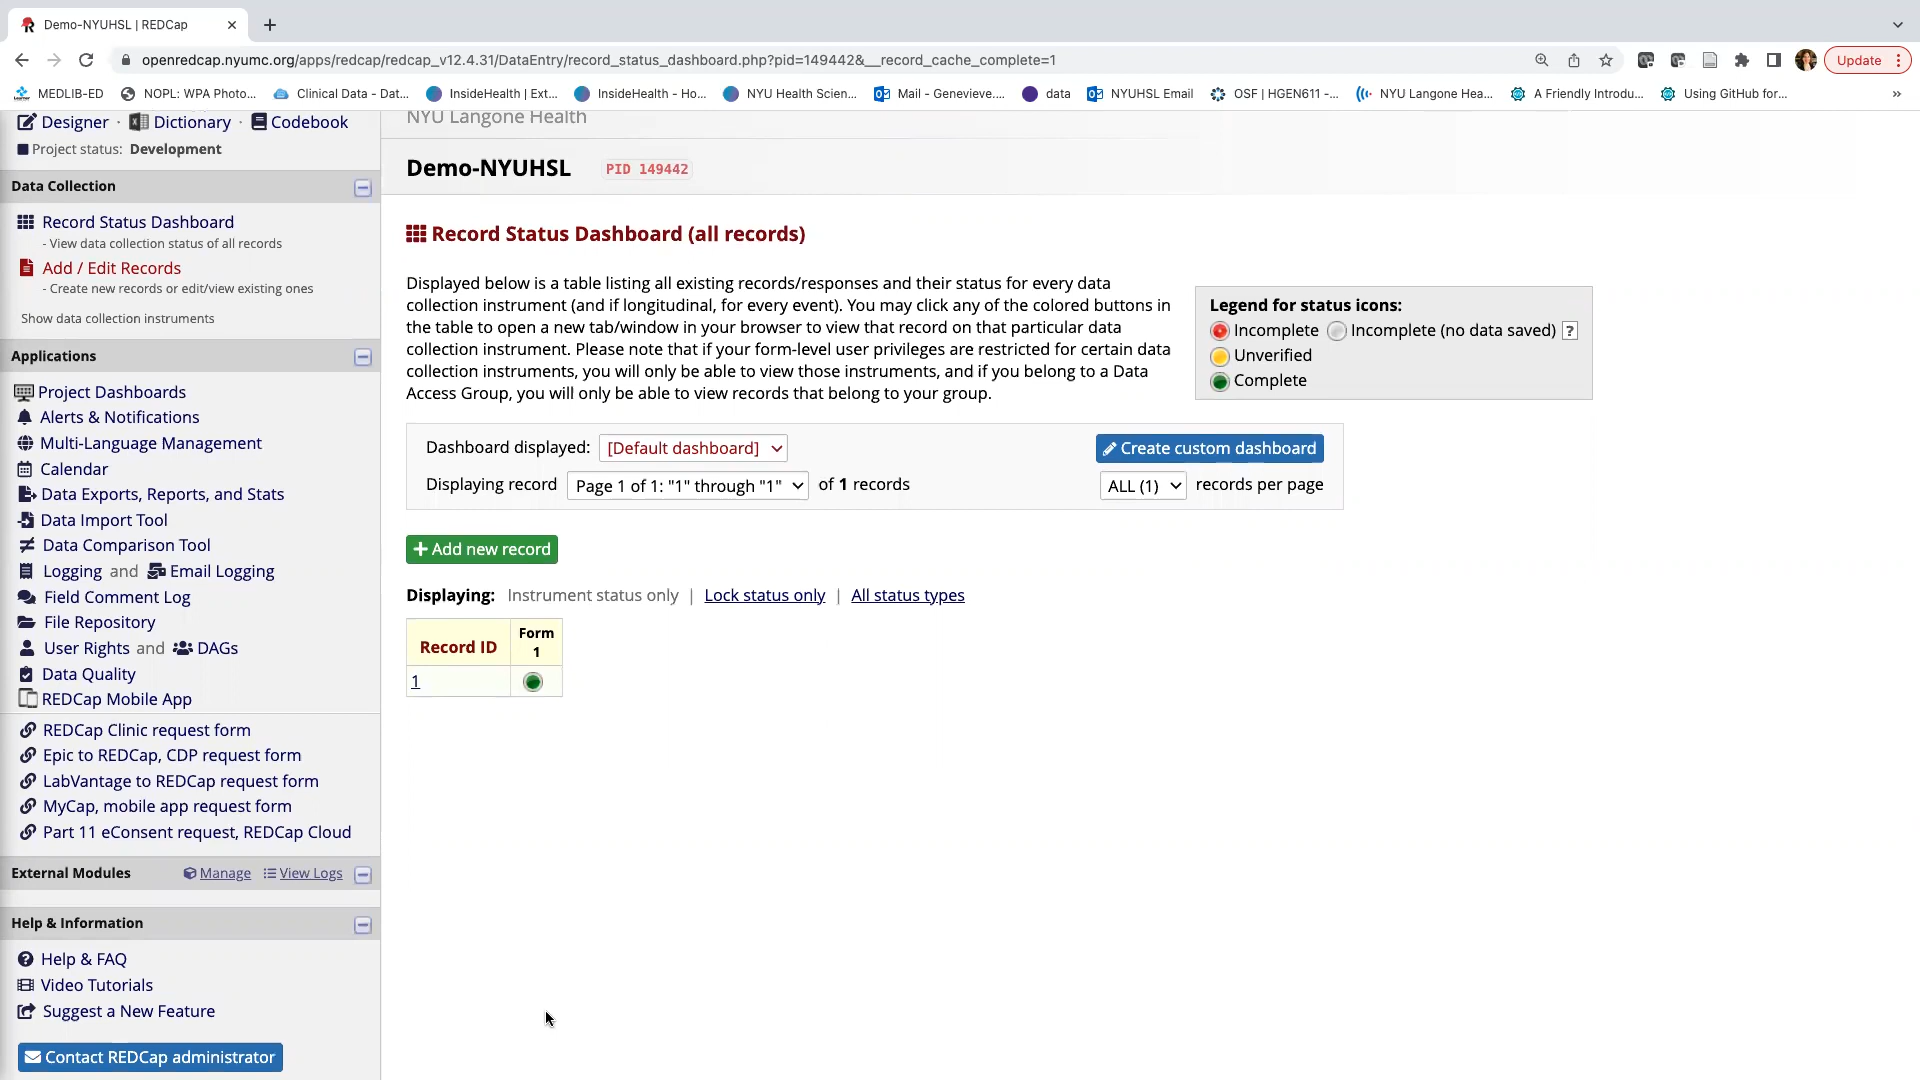 Demo-NYUHSL | REDCap
openredcap.nyumc.org/apps/redcap/redcap_v12.4.31/DataEntry/record_status_dashboard.php?pid=149442&__record_cache_complete=1
Update
MEDLIB-ED
NOPL: WPA Photo...
Clinical Data - Dat...
InsideHealth | Ext...
InsideHealth - Ho...
NYU Health Scien...
Mail - Genevieve....
data
NYUHSL Email
OSF | HGEN611 -...
NYU Langone Hea...
A Friendly Introdu...
Using GitHub for...
»
Designer · Dictionary · Codebook
Project status: Development
Data Collection
Record Status Dashboard
- View data collection status of all records
Add / Edit Records
- Create new records or edit/view existing ones
Show data collection instruments
Applications
Project Dashboards
Alerts & Notifications
Multi-Language Management
Calendar
Data Exports, Reports, and Stats
Data Import Tool
Data Comparison Tool
Logging and Email Logging
Field Comment Log
File Repository
User Rights and DAGs
Data Quality
REDCap Mobile App
REDCap Clinic request form
Epic to REDCap, CDP request form
LabVantage to REDCap request form
MyCap, mobile app request form
Part 11 eConsent request, REDCap Cloud
External Modules Manage View Logs
Help & Information
Help & FAQ
Video Tutorials
Suggest a New Feature
Contact REDCap administrator
NYU Langone Health
Demo-NYUHSL PID 149442
Record Status Dashboard (all records)
Displayed below is a table listing all existing records/responses and their status for every data
collection instrument (and if longitudinal, for every event). You may click any of the colored buttons in
the table to open a new tab/window in your browser to view that record on that particular data
collection instrument. Please note that if your form-level user privileges are restricted for certain data
collection instruments, you will only be able to view those instruments, and if you belong to a Data
Access Group, you will only be able to view records that belong to your group.
Legend for status icons:
Incomplete Incomplete (no data saved) ?
Unverified
Complete
Dashboard displayed: [Default dashboard] Create custom dashboard
Displaying record Page 1 of 1: "1" through "1" of 1 records ALL (1) records per page
+ Add new record
Displaying: Instrument status only | Lock status only | All status types
Record ID
Form
1
1